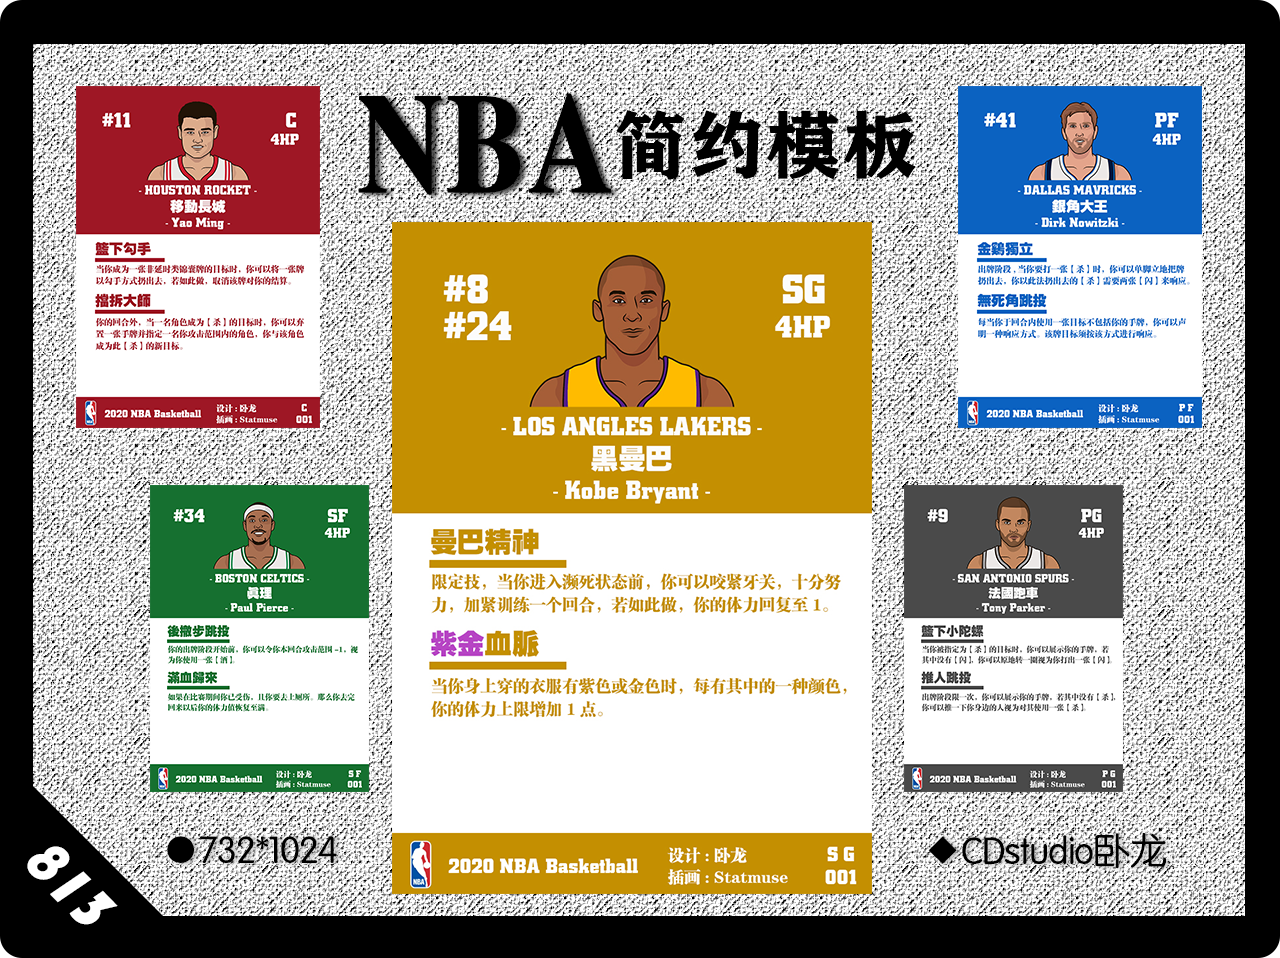 NBA简约模板
#11
C
4HP
- HOUSTON ROCKET -
移動長城
- Yao Ming -
籃下勾手
当你成为一张非延时类锦囊牌的目标时，你可以将一张牌
以勾手方式扔出去，若如此做，取消该牌对你的结算。
擋拆大師
你的回合外，当一名角色成为【杀】的目标时，你可以弃
置一张手牌并指定一名你攻击范围内的角色，你与该角色
成为此【杀】的新目标。
NBA
2020 NBA Basketball
设计 : 卧龙
插画 : Statmuse
C
001
#41
PF
4HP
- DALLAS MAVRICKS -
銀角大王
- Dirk Nowitzki -
金鷄獨立
出牌阶段，当你要打一张【杀】时，你可以单脚立地把牌
扔出去，你以此法扔出去的【杀】需要两张【闪】来响应。
無死角跳投
每当你于回合内使用一张目标不包括你的手牌，你可以声
明一种响应方式。该牌目标须按该方式进行响应。
NBA
2020 NBA Basketball
设计 : 卧龙
插画 : Statmuse
P F
001
#8
#24
SG
4HP
- LOS ANGLES LAKERS -
黑曼巴
- Kobe Bryant -
曼巴精神
限定技，当你进入濒死状态前，你可以咬紧牙关，十分努
力，加紧训练一个回合，若如此做，你的体力回复至 1。
紫金血脈
当你身上穿的衣服有紫色或金色时，每有其中的一种颜色，
你的体力上限增加 1 点。
NBA
2020 NBA Basketball
设计 : 卧龙
插画 : Statmuse
S G
001
#34
SF
4HP
- BOSTON CELTICS -
真理
- Paul Pierce -
後撤步跳投
你的出牌阶段开始前，你可以令你本回合攻击范围 -1，视
为你使用一张【酒】.
滿血歸來
如果在比赛期间你已受伤，且你要去上厕所。那么你去完
回来以后你的体力值恢复至满。
NBA
2020 NBA Basketball
设计 : 卧龙
插画 : Statmuse
S F
001
#9
PG
4HP
- SAN ANTONIO SPURS -
法國跑車
- Tony Parker -
籃下小陀螺
当你被指定为【杀】的目标时，你可以展示你的手牌，若
其中没有【闪】，你可以原地转一圈视为你打出一张【闪】.
推人跳投
出牌阶段限一次，你可以展示你的手牌，若其中没有【杀】，
你可以推一下你身边的人视为对其使用一张【杀】.
NBA
2020 NBA Basketball
设计 : 卧龙
插画 : Statmuse
P G
001
●732*1024
◆CDstudio卧龙
813